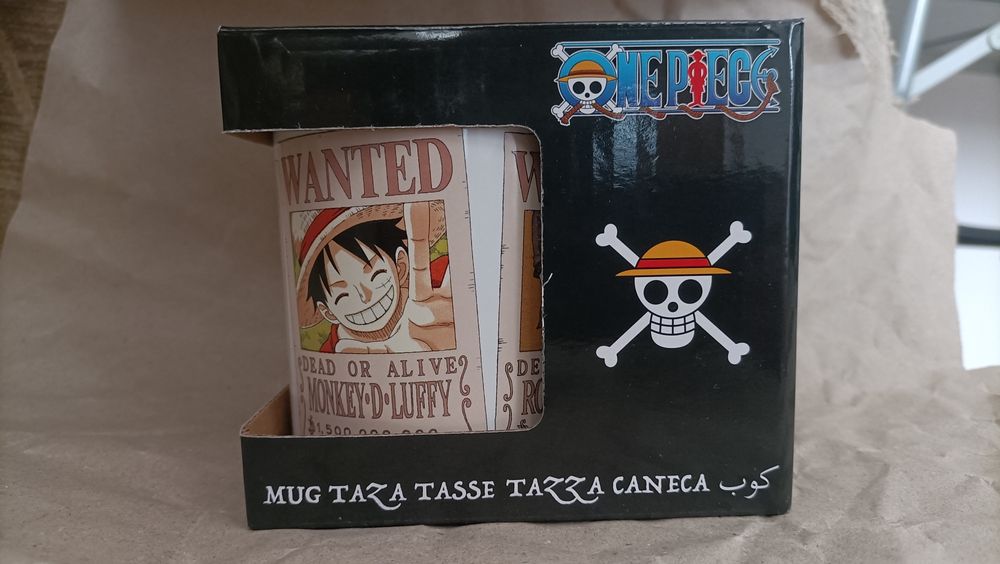 ONE PIECE
WANTED
DEAD OR ALIVE
MONKEY·D·LUFFY
MUG TAZA TASSE TAZZA CANECA كوب